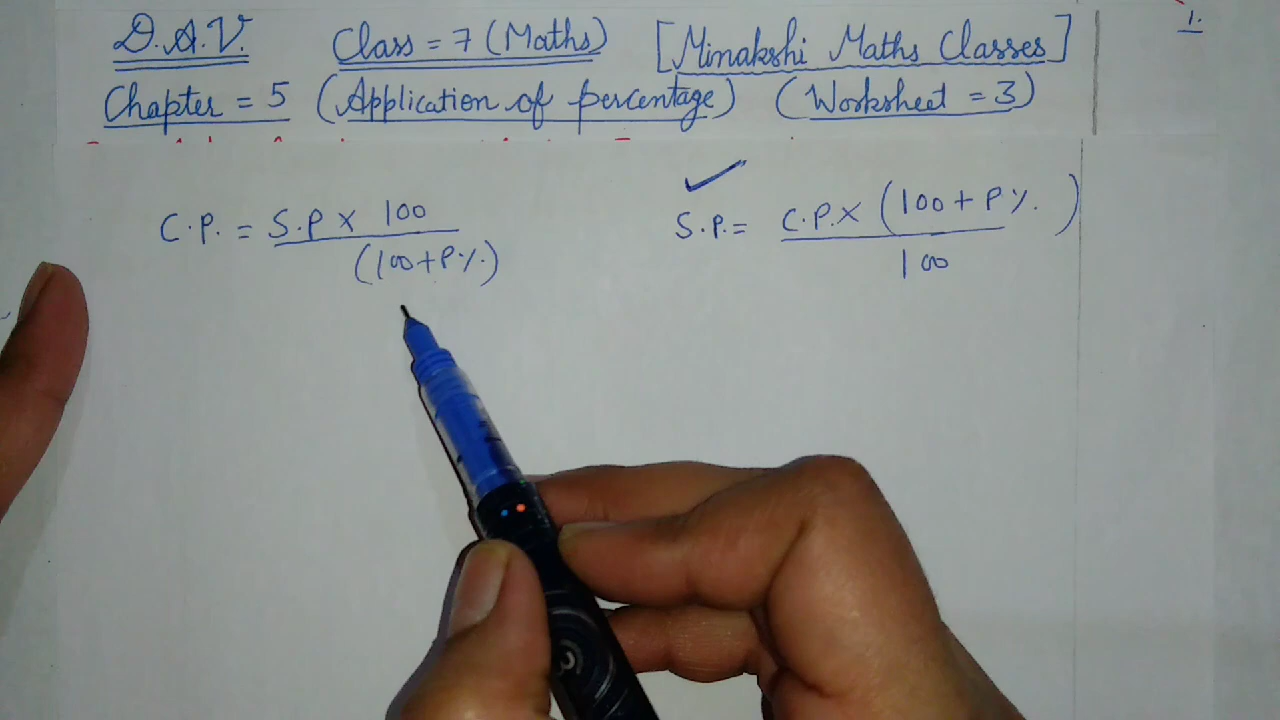 D.A.V. Class = 7 (Maths) [Minakshi Maths Classes] 1.
Chapter = 5 (Application of percentage) (Worksheet = 3)
C.P. = S.P x 100
(100+P%)
S.P. = C.P. x (100+P%)
100